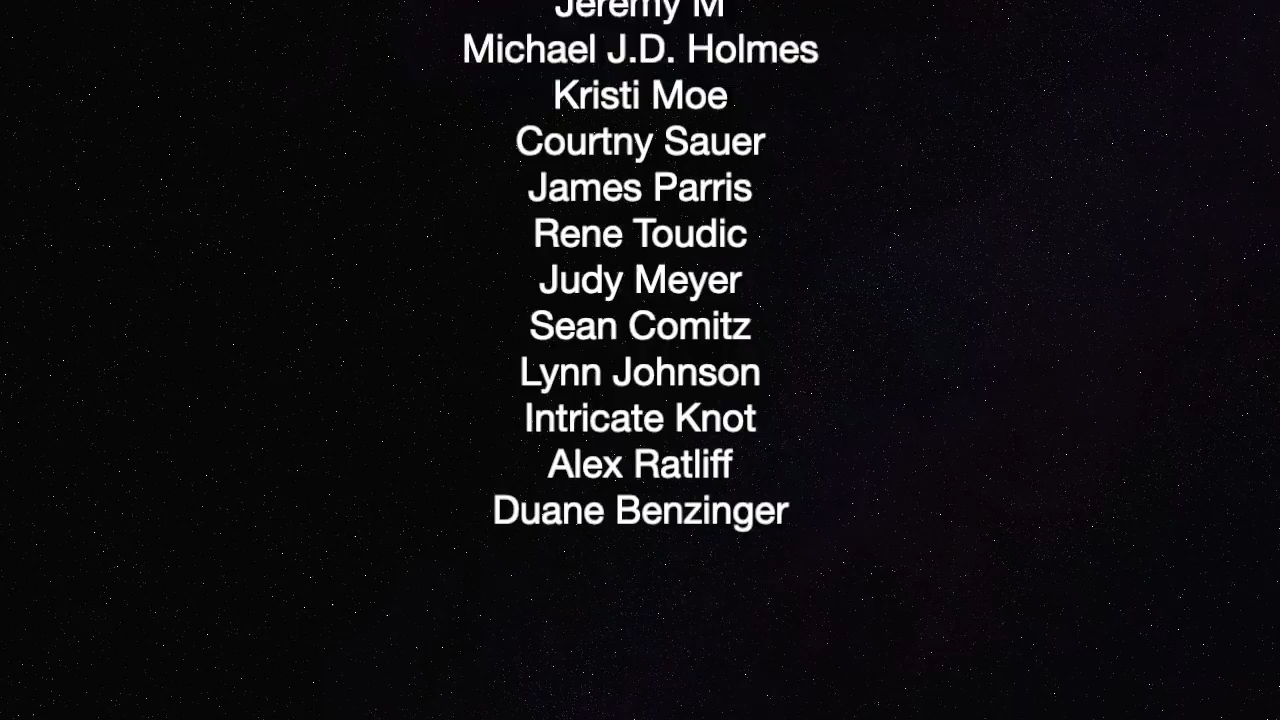 Jeremy M
Michael J.D. Holmes
Kristi Moe
Courtny Sauer
James Parris
Rene Toudic
Judy Meyer
Sean Comitz
Lynn Johnson
Intricate Knot
Alex Ratliff
Duane Benzinger